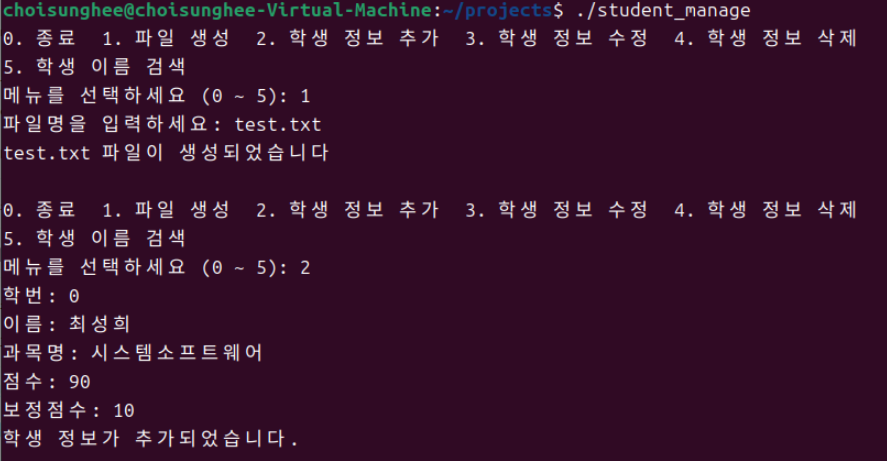 choisunghee@choisunghee-Virtual-Machine:~/projects$ ./student_manage
0. 종료 1. 파일 생성 2. 학생 정보 추가 3. 학생 정보 수정 4. 학생 정보 삭제
5. 학생 이름 검색
메뉴를 선택하세요 (0 ~ 5): 1
파일명을 입력하세요: test.txt
test.txt 파일이 생성되었습니다
0. 종료 1. 파일 생성 2. 학생 정보 추가 3. 학생 정보 수정 4. 학생 정보 삭제
5. 학생 이름 검색
메뉴를 선택하세요 (0 ~ 5): 2
학번: 0
이름: 최성희
과목명: 시스템소프트웨어
점수: 90
보정점수: 10
학생 정보가 추가되었습니다.